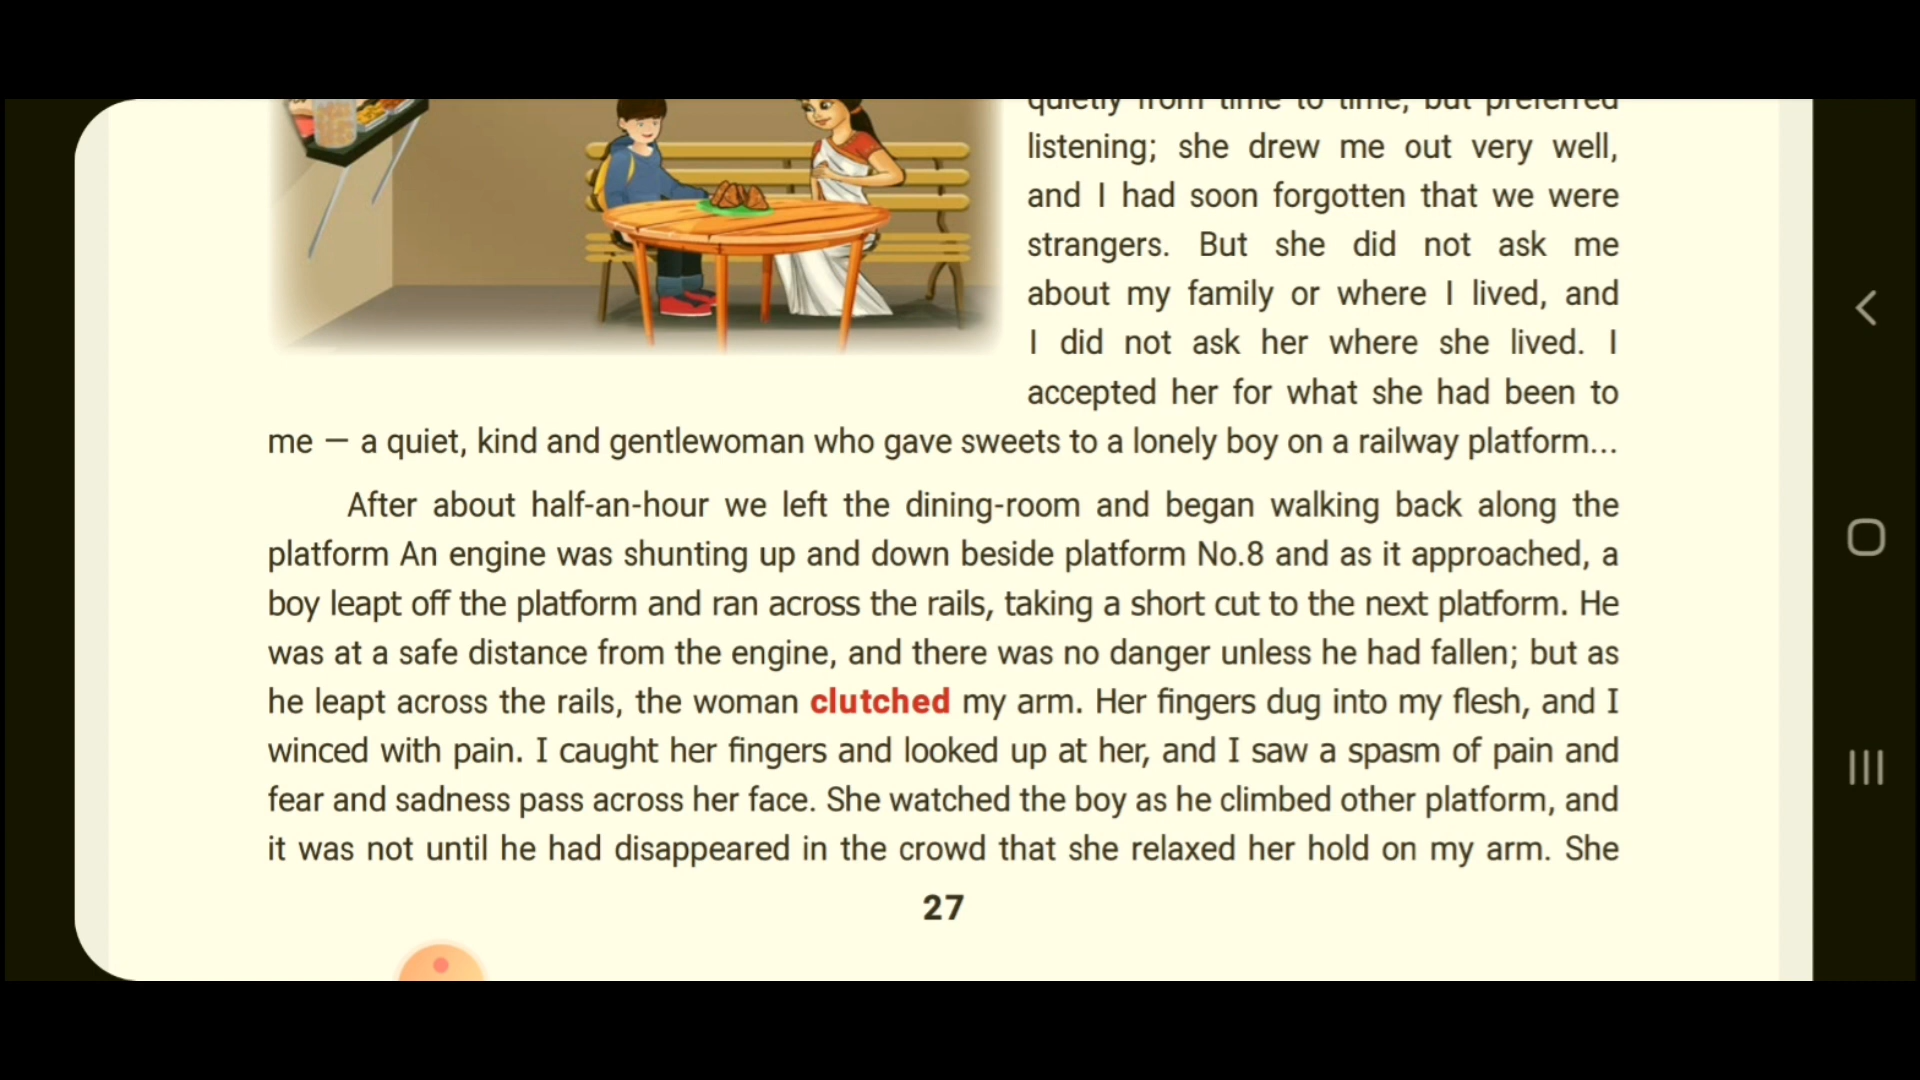 quietly from time to time, but preferred
listening; she drew me out very well,
and I had soon forgotten that we were
strangers. But she did not ask me
about my family or where I lived, and
I did not ask her where she lived. I
accepted her for what she had been to
me — a quiet, kind and gentlewoman who gave sweets to a lonely boy on a railway platform...
After about half-an-hour we left the dining-room and began walking back along the
platform An engine was shunting up and down beside platform No.8 and as it approached, a
boy leapt off the platform and ran across the rails, taking a short cut to the next platform. He
was at a safe distance from the engine, and there was no danger unless he had fallen; but as
he leapt across the rails, the woman clutched my arm. Her fingers dug into my flesh, and I
winced with pain. I caught her fingers and looked up at her, and I saw a spasm of pain and
fear and sadness pass across her face. She watched the boy as he climbed other platform, and
it was not until he had disappeared in the crowd that she relaxed her hold on my arm. She
27